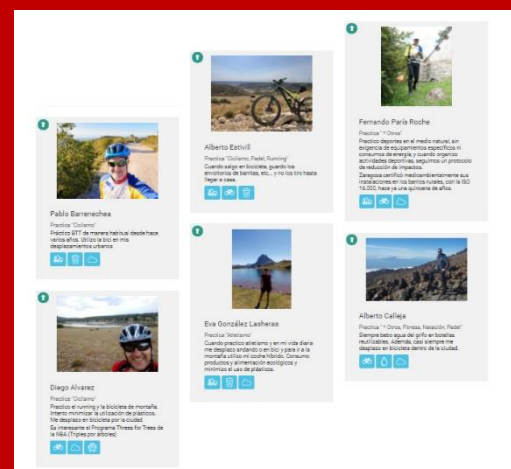 Pablo Barrenechea
Practica "Ciclismo"
Práctico BTT de manera habitual desde hace
varios años. Utilizo la bici en mis
desplazamientos urbanos
Diego Alvarez
Practica "Ciclismo"
Practico el running y la bicicleta de montaña.
Intento minimizar la utilización de plásticos.
Me desplazo en bicicleta por la ciudad
Es interesante el Programa Threes for Trees de
la NBA (Triples por árboles)
Alberto Estivill
Practica "Ciclismo, Padel, Running"
Cuando salgo en bicicleta, guardo los
envoltorios de barritas, etc... y no los tiro hasta
llegar a casa.
Eva González Lasheras
Practica "Atletismo"
Cuando practico atletismo y en mi vida diaria
me desplazo andando o en bici y para ir a la
montaña utilizo mi coche híbrido. Consumo
productos y alimentación ecológicos y
minimizo el uso de plásticos.
Fernando París Roche
Practica " * Otros"
Practico deportes en el medio natural, sin
exigencia de equipamientos específicos ni
consumos de energía; y cuando organizo
actividades deportivas, seguimos un protocolo
de reducción de impactos.
Zaragoza certificó medioambientalmente sus
instalaciones en los barrios rurales, con la ISO
14.000, hace ya una quincena de años.
Alberto Calleja
Practica " * Otros, Fitness, Natación, Padel"
Siempre bebo agua del grifo en botellas
reutilizables. Además, casi siempre me
desplazo en bicicleta dentro de la ciudad.